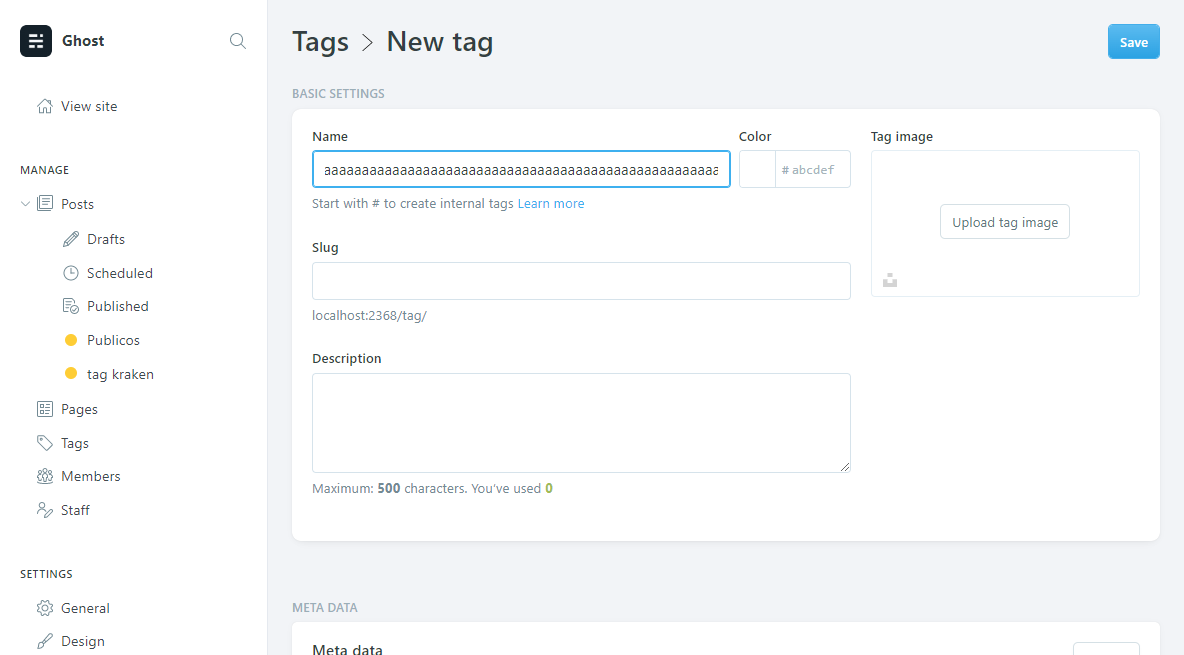 Ghost
View site
MANAGE
Posts
Drafts
Scheduled
Published
Publicos
tag kraken
Pages
Tags
Members
Staff
SETTINGS
General
Design
Tags > New tag
Save
BASIC SETTINGS
Name
aaaaaaaaaaaaaaaaaaaaaaaaaaaaaaaaaaaaaaaaaaaaaaaaaaaa
Start with # to create internal tags Learn more
Color
# abcdef
Tag image
Upload tag image
Slug
localhost:2368/tag/
Description
Maximum: 500 characters. You've used 0
META DATA
Meta data